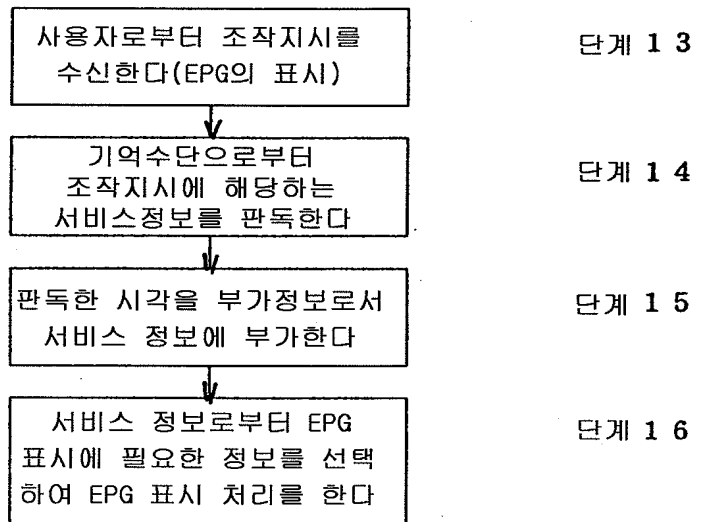 사용자로부터 조작지시를
수신한다(EPG의 표시)
단계 1 3
기억수단으로부터
조작지시에 해당하는
서비스정보를 판독한다
단계 1 4
판독한 시각을 부가정보로서
서비스 정보에 부가한다
단계 1 5
서비스 정보로부터 EPG
표시에 필요한 정보를 선택
하여 EPG 표시 처리를 한다
단계 1 6